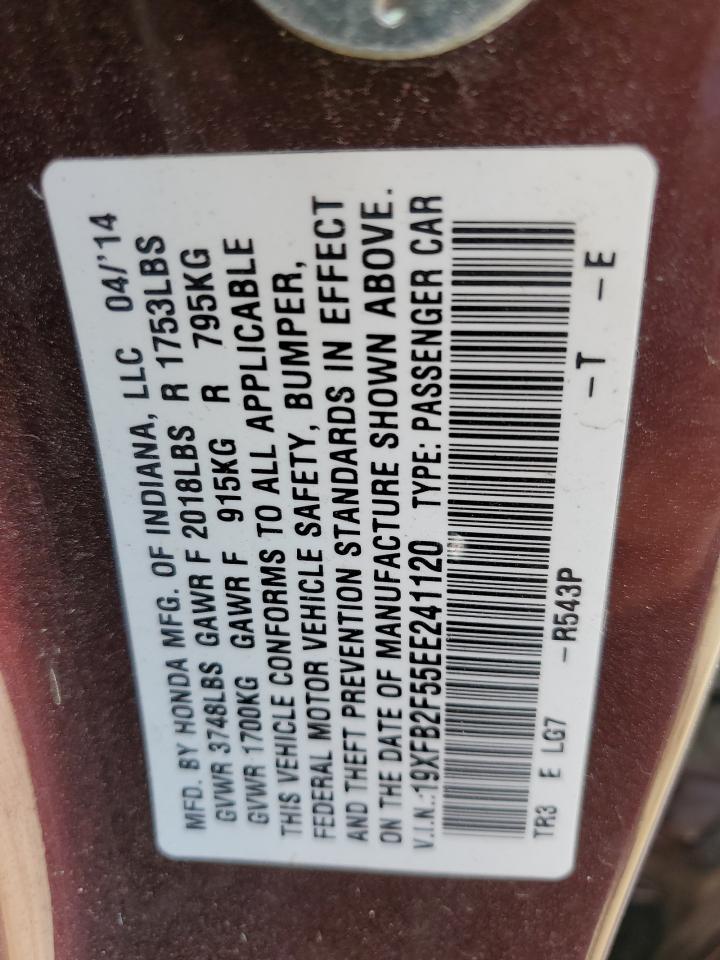 MFD. BY HONDA MFG. OF INDIANA, LLC 04/'14
GVWR 3748LBS GAWR F 2018LBS R 1753LBS
GVWR 1700KG GAWR F 915KG R 795KG
THIS VEHICLE CONFORMS TO ALL APPLICABLE
FEDERAL MOTOR VEHICLE SAFETY, BUMPER,
AND THEFT PREVENTION STANDARDS IN EFFECT
ON THE DATE OF MANUFACTURE SHOWN ABOVE.
V.I.N.:19XFB2F55EE241120 TYPE: PASSENGER CAR
TR3 E LG7 -R543P -T -E